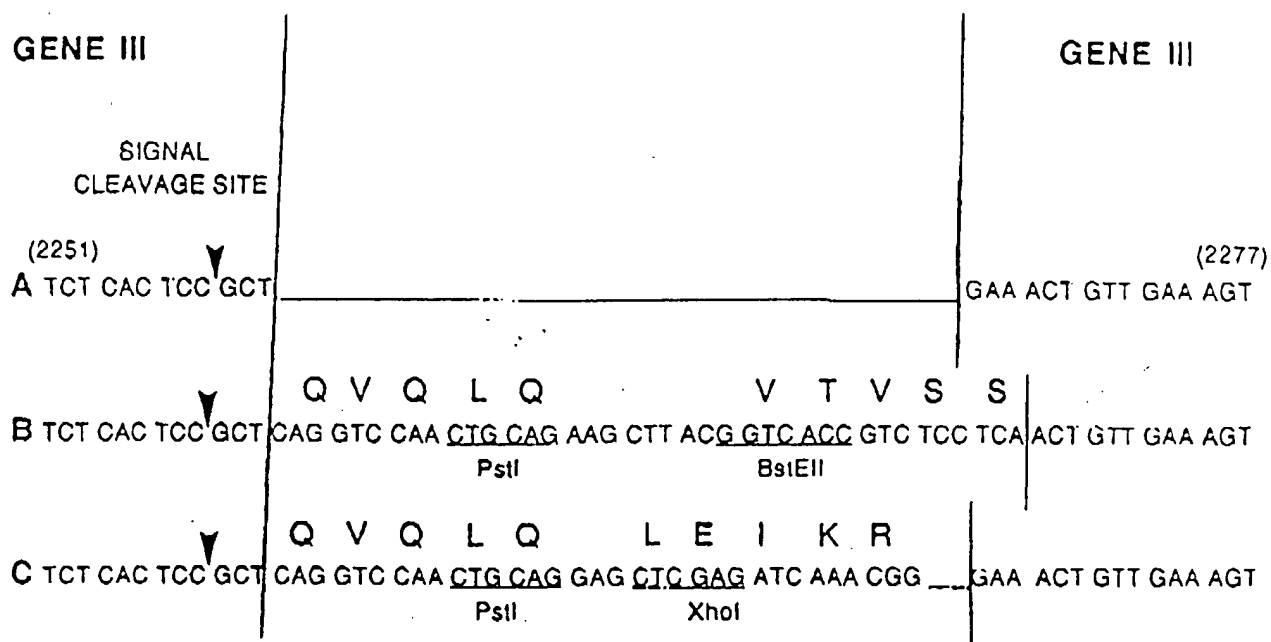 GENE III GENE III
SIGNAL
CLEAVAGE SITE
(2251) (2277)
A TCT CAC TCC GCT GAA ACT GTT GAA AGT
Q V Q L Q V T V S S
B TCT CAC TCC GCT CAG GTC CAA CTG CAG AAG CTT ACG GTC ACC GTC TCC TCA ACT GTT GAA AGT
PstI BstEII
Q V Q L Q L E I K R
C TCT CAC TCC GCT CAG GTC CAA CTG CAG GAG CTC GAG ATC AAA CGG GAA ACT GTT GAA AGT
PstI XhoI